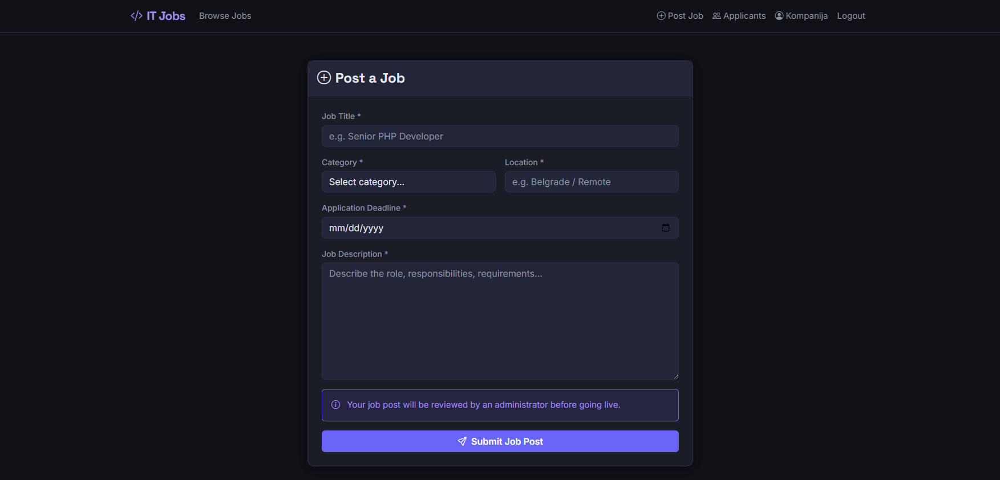 </> IT Jobs Browse Jobs Post Job Applicants Kompanija Logout
Post a Job
Job Title *
e.g. Senior PHP Developer
Category * Location *
Select category... e.g. Belgrade / Remote
Application Deadline *
mm/dd/yyyy
Job Description *
Describe the role, responsibilities, requirements...
Your job post will be reviewed by an administrator before going live.
Submit Job Post